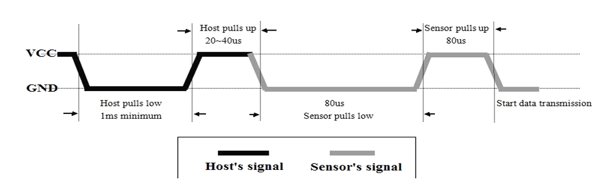 Host pulls up
20~40us
Sensor pulls up
80us
VCC
GND
Host pulls low
1ms minimum
80us
Sensor pulls low
Start data transmission
Host's signal
Sensor's signal